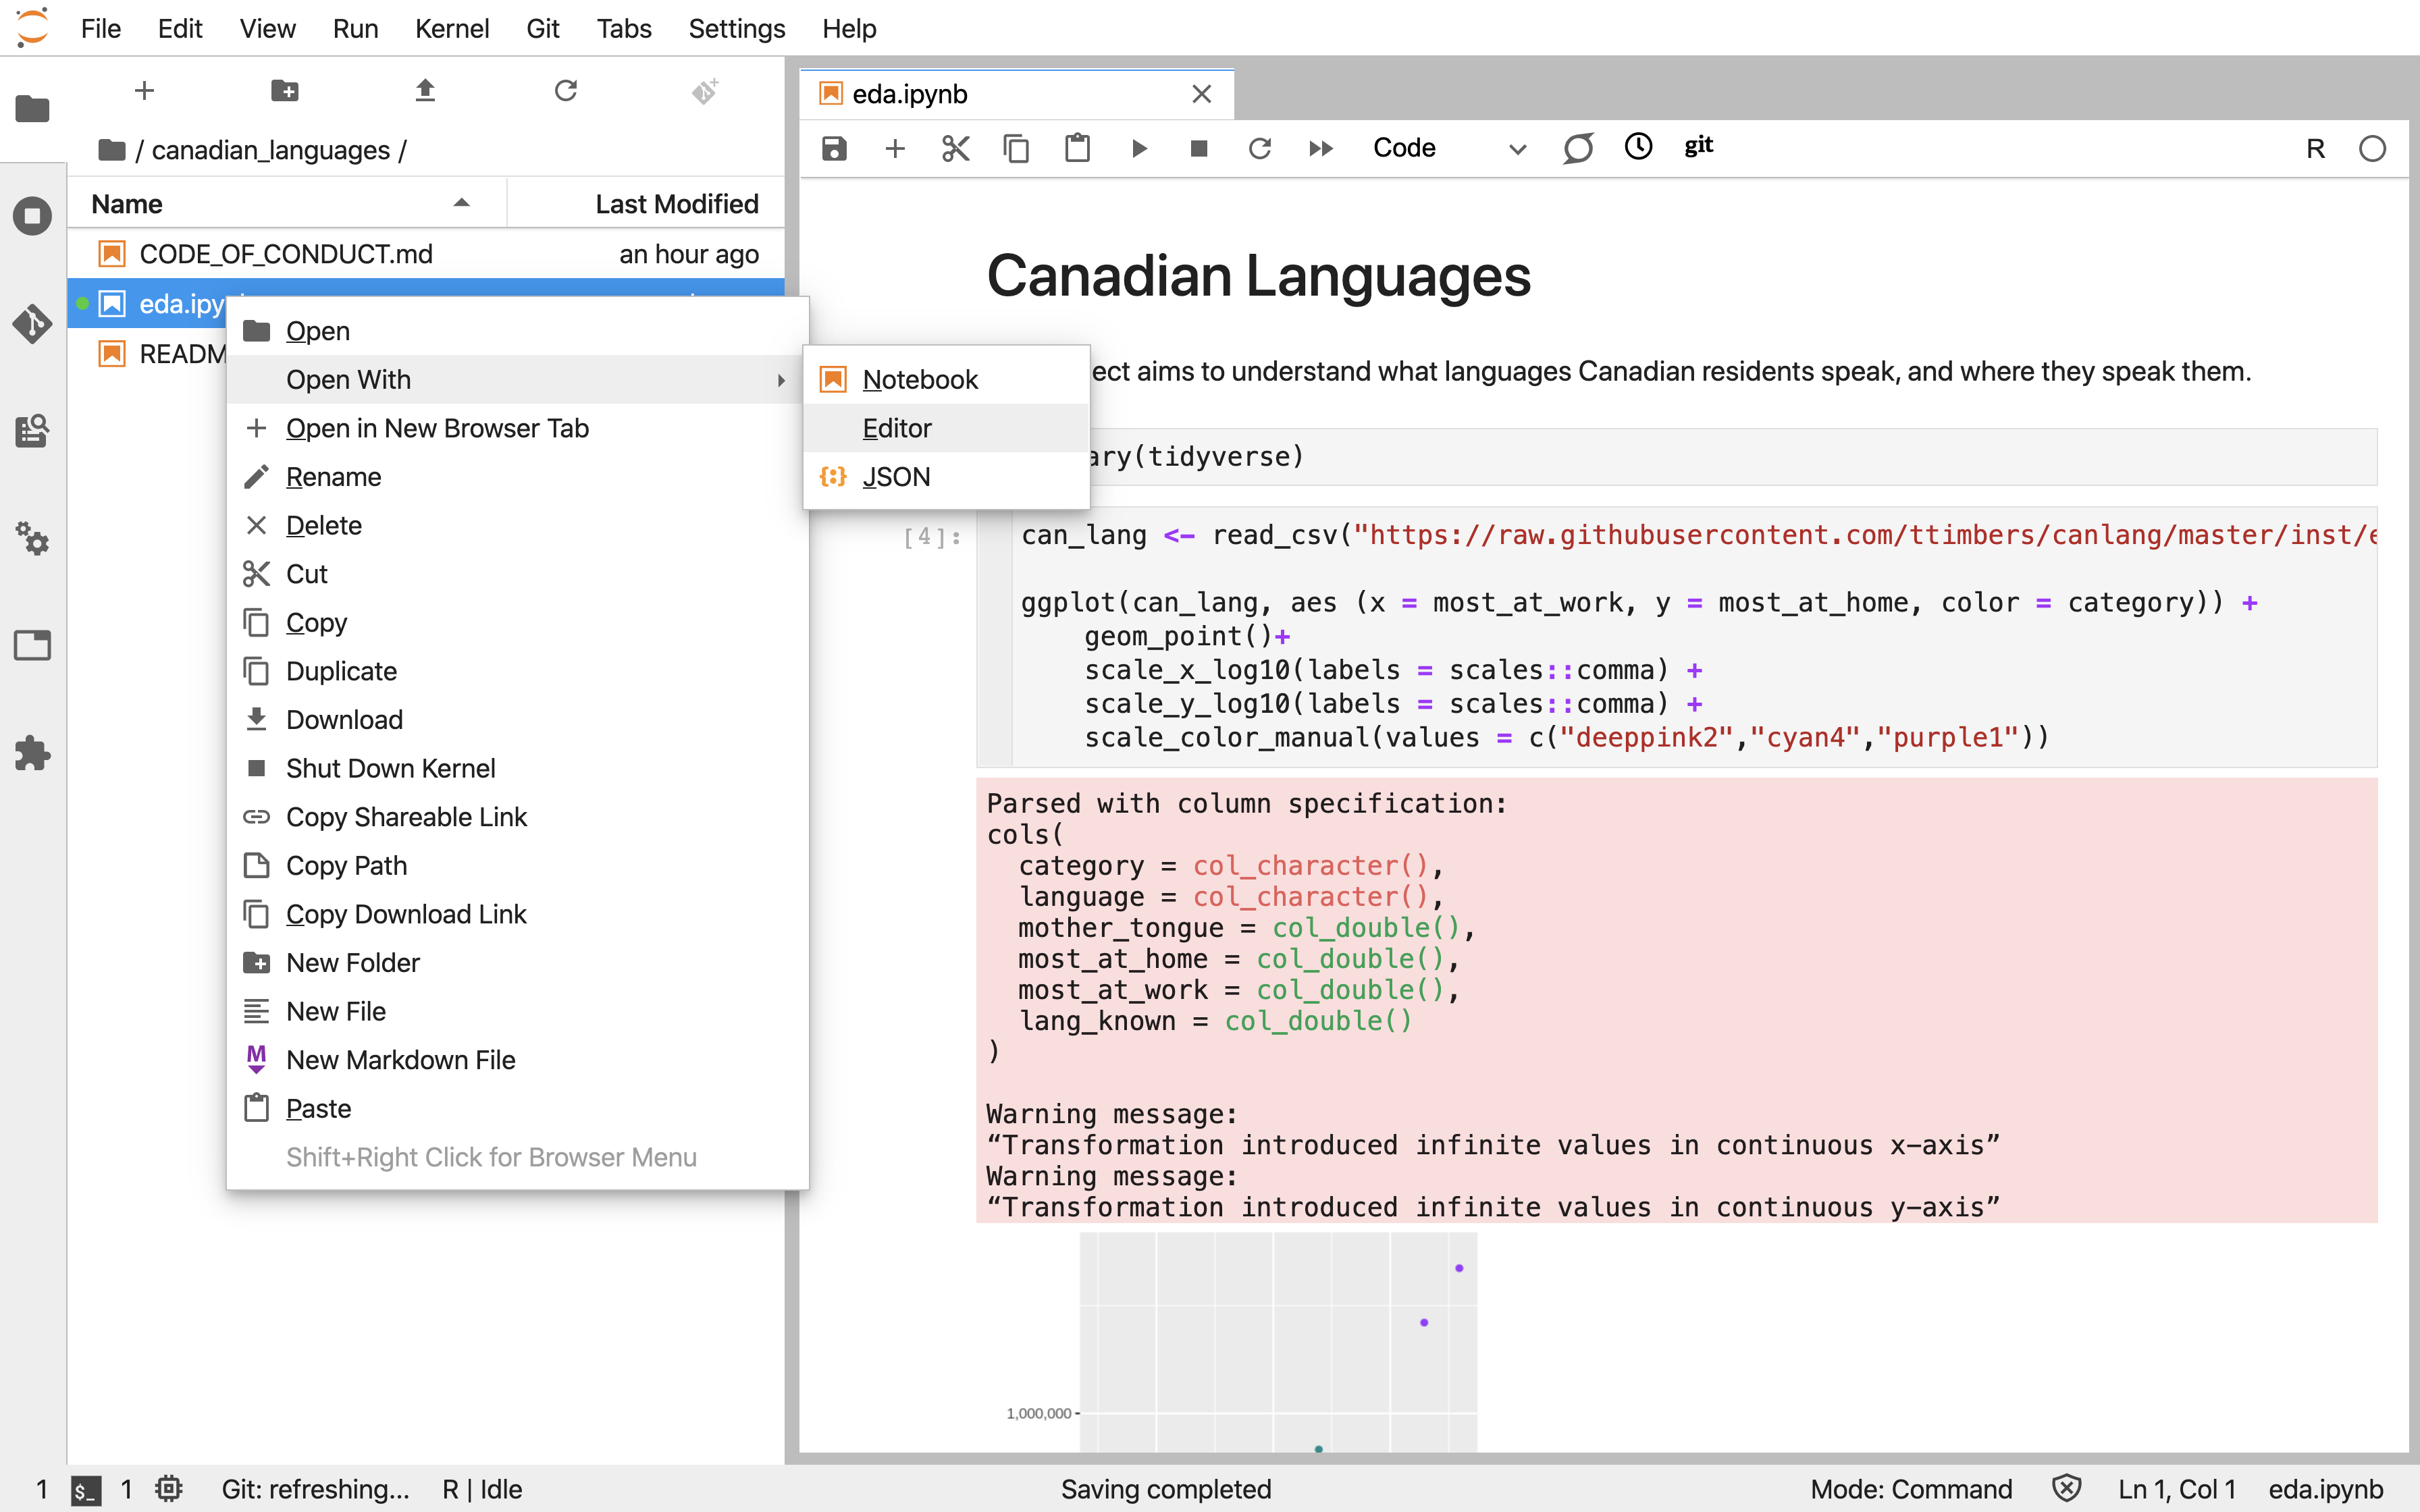 File Edit View Run Kernel Git Tabs Settings Help
/ canadian_languages /
Name Last Modified
CODE_OF_CONDUCT.md an hour ago
eda.ipy
READM
Open
Open With
Open in New Browser Tab
Rename
Delete
Cut
Copy
Duplicate
Download
Shut Down Kernel
Copy Shareable Link
Copy Path
Copy Download Link
New Folder
New File
New Markdown File
Paste
Shift+Right Click for Browser Menu
Notebook
Editor
JSON
eda.ipynb
Code git R
Canadian Languages
ect aims to understand what languages Canadian residents speak, and where they speak them.
ary(tidyverse)
[4]: can_lang <- read_csv("https://raw.githubusercontent.com/ttimbers/canlang/master/inst/e
ggplot(can_lang, aes (x = most_at_work, y = most_at_home, color = category)) +
geom_point()+
scale_x_log10(labels = scales::comma) +
scale_y_log10(labels = scales::comma) +
scale_color_manual(values = c("deeppink2","cyan4","purple1"))
Parsed with column specification:
cols(
category = col_character(),
language = col_character(),
mother_tongue = col_double(),
most_at_home = col_double(),
most_at_work = col_double(),
lang_known = col_double()
)
Warning message:
“Transformation introduced infinite values in continuous x-axis”
Warning message:
“Transformation introduced infinite values in continuous y-axis”
1,000,000
1 $_ 1 Git: refreshing... R | Idle Saving completed Mode: Command Ln 1, Col 1 eda.ipynb